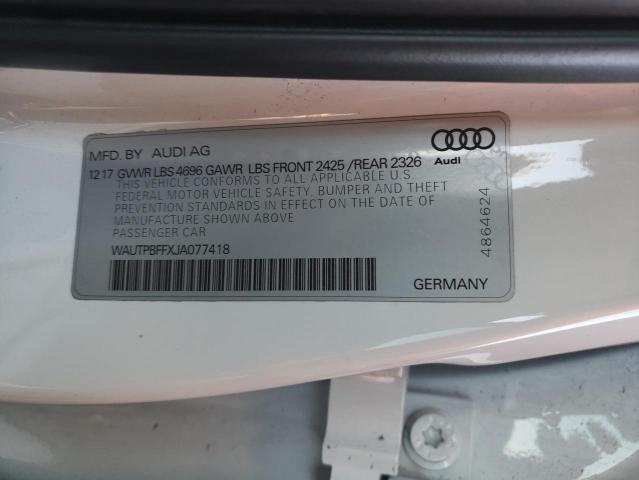 MFD. BY AUDI AG
12 17 GVWR LBS 4696 GAWR LBS FRONT 2425 /REAR 2326
THIS VEHICLE CONFORMS TO ALL APPLICABLE U.S.
FEDERAL MOTOR VEHICLE SAFETY, BUMPER AND THEFT
PREVENTION STANDARDS IN EFFECT ON THE DATE OF
MANUFACTURE SHOWN ABOVE
PASSENGER CAR
WAUTPBFFXJA077418
GERMANY
Audi
4864624